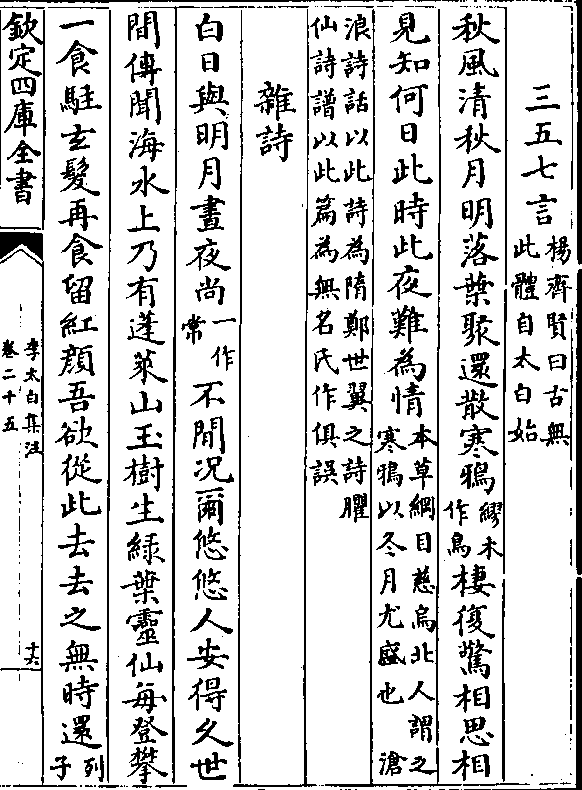 三五七言楊齊賢曰古無此體自太白始
秋風清秋月明落葉聚還散寒鴉繆本作烏棲復驚相思相
見知何日此時此夜難為情本草綱目慈烏北人謂之寒鴉以冬月尤盛也滄
浪詩話以此詩為隋鄭世翼之詩臞仙詩譜以此篇為無名氏作俱誤
雜詩
白日與明月晝夜尚一作常不閒况爾悠悠人安得久世
間傳聞海水上乃有蓬萊山玉樹生綠葉靈仙每登攀
一食駐玄髮再食留紅顏吾欲從此去去之無時還列子
欽定四庫全書
李太白集注
卷二十五
十六